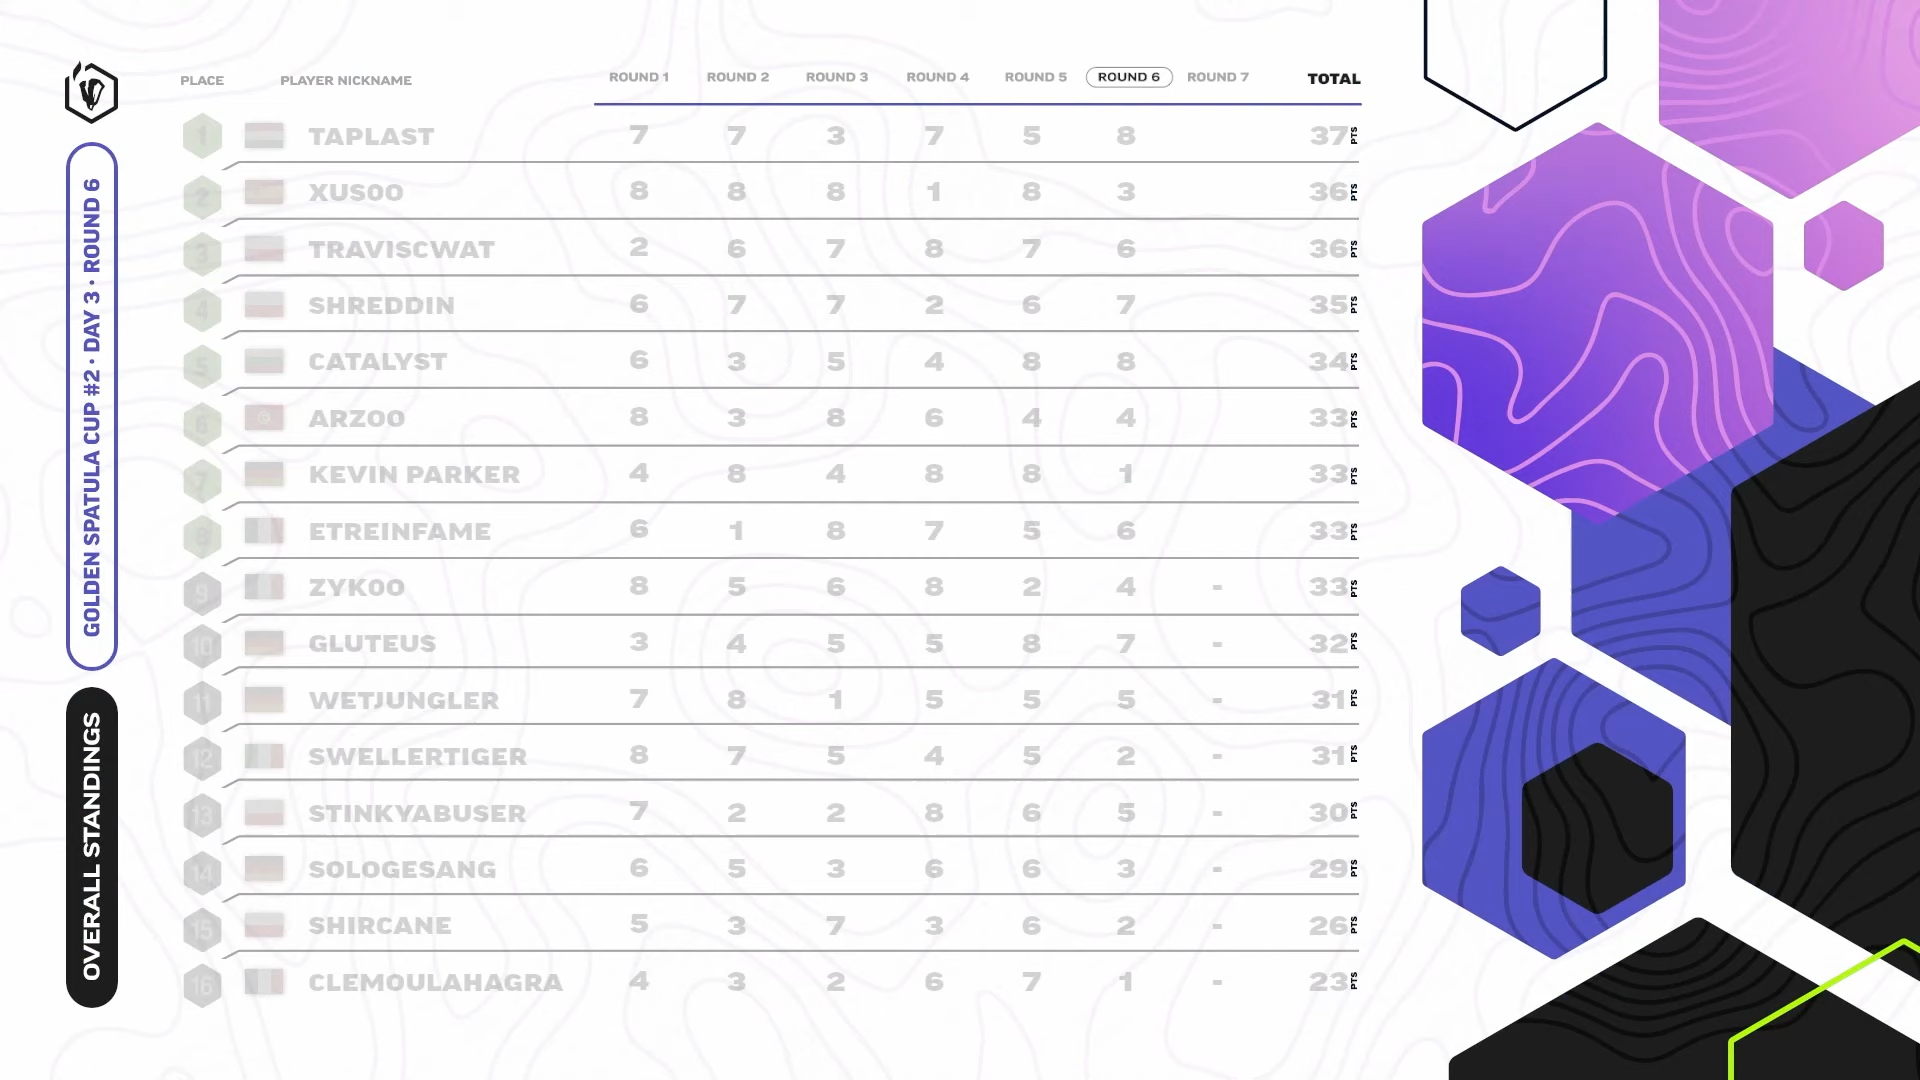 PLACE PLAYER NICKNAME ROUND 1 ROUND 2 ROUND 3 ROUND 4 ROUND 5 ROUND 6 ROUND 7 TOTAL
1 TAPLAST 7 7 3 7 5 8 37 PTS
2 XUS00 8 8 8 1 8 3 36 PTS
3 TRAVISCWAT 2 6 7 8 7 6 36 PTS
4 SHREDDIN 6 7 7 2 6 7 35 PTS
5 CATALYST 6 3 5 4 8 8 34 PTS
6 ARZOO 8 3 8 6 4 4 33 PTS
7 KEVIN PARKER 4 8 4 8 8 1 33 PTS
8 ETREINFAME 6 1 8 7 5 6 33 PTS
9 ZYK0O 8 5 6 8 2 4 - 33 PTS
10 GLUTEUS 3 4 5 5 8 7 - 32 PTS
11 WETJUNGLER 7 8 1 5 5 5 - 31 PTS
12 SWELLERTIGER 8 7 5 4 5 2 - 31 PTS
13 STINKYABUSER 7 2 2 8 6 5 - 30 PTS
14 SOLOGESANG 6 5 3 6 6 3 - 29 PTS
15 SHIRCANE 5 3 7 3 6 2 - 26 PTS
16 CLEMOULAHAGRA 4 3 2 6 7 1 - 23 PTS
GOLDEN SPATULA CUP #2 • DAY 3 • ROUND 6
OVERALL STANDINGS